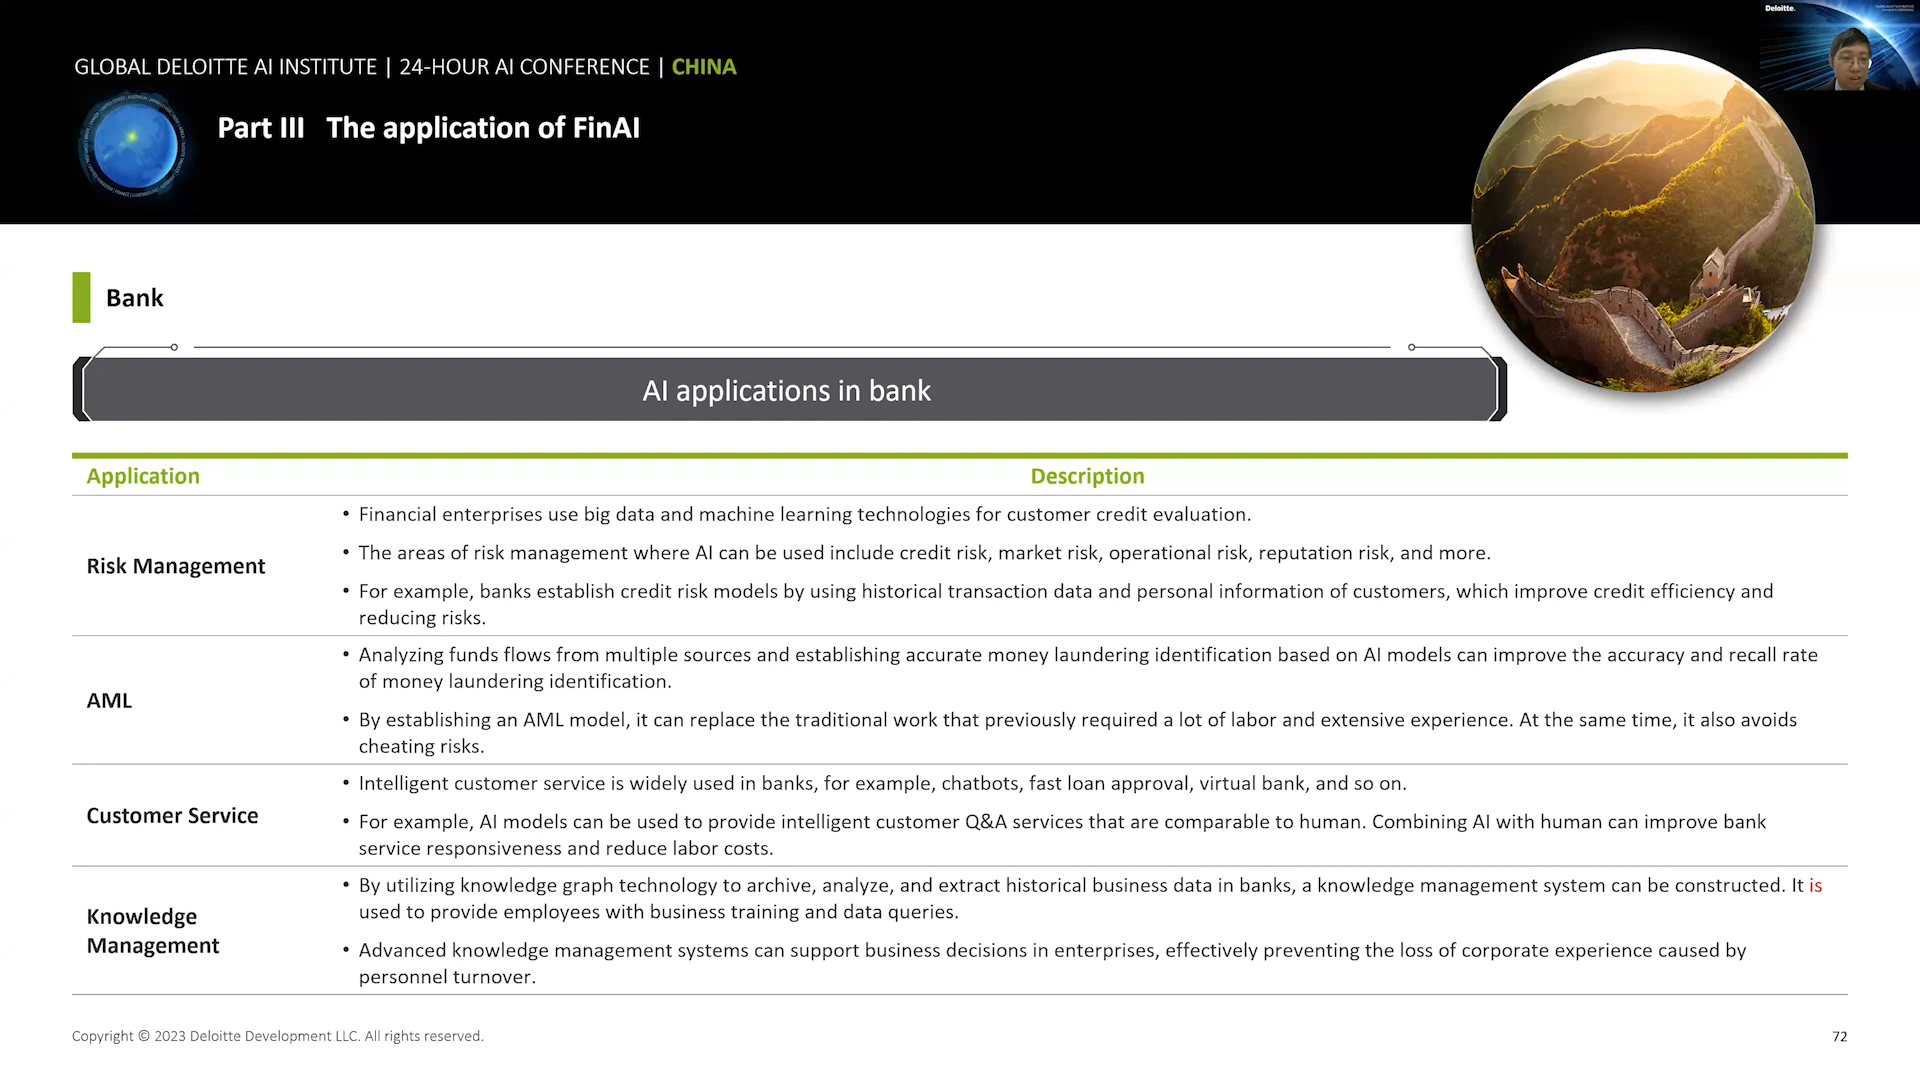 Deloitte.
GLOBAL DELOITTE AI INSTITUTE | 24-HOUR AI CONFERENCE | CHINA
Part III The application of FinAI
Bank
AI applications in bank
Application Description
Risk Management
• Financial enterprises use big data and machine learning technologies for customer credit evaluation.
• The areas of risk management where AI can be used include credit risk, market risk, operational risk, reputation risk, and more.
• For example, banks establish credit risk models by using historical transaction data and personal information of customers, which improve credit efficiency and
reducing risks.
AML
• Analyzing funds flows from multiple sources and establishing accurate money laundering identification based on AI models can improve the accuracy and recall rate
of money laundering identification.
• By establishing an AML model, it can replace the traditional work that previously required a lot of labor and extensive experience. At the same time, it also avoids
cheating risks.
Customer Service
• Intelligent customer service is widely used in banks, for example, chatbots, fast loan approval, virtual bank, and so on.
• For example, AI models can be used to provide intelligent customer Q&A services that are comparable to human. Combining AI with human can improve bank
service responsiveness and reduce labor costs.
Knowledge
Management
• By utilizing knowledge graph technology to archive, analyze, and extract historical business data in banks, a knowledge management system can be constructed. It is
used to provide employees with business training and data queries.
• Advanced knowledge management systems can support business decisions in enterprises, effectively preventing the loss of corporate experience caused by
personnel turnover.
Copyright © 2023 Deloitte Development LLC. All rights reserved.
72